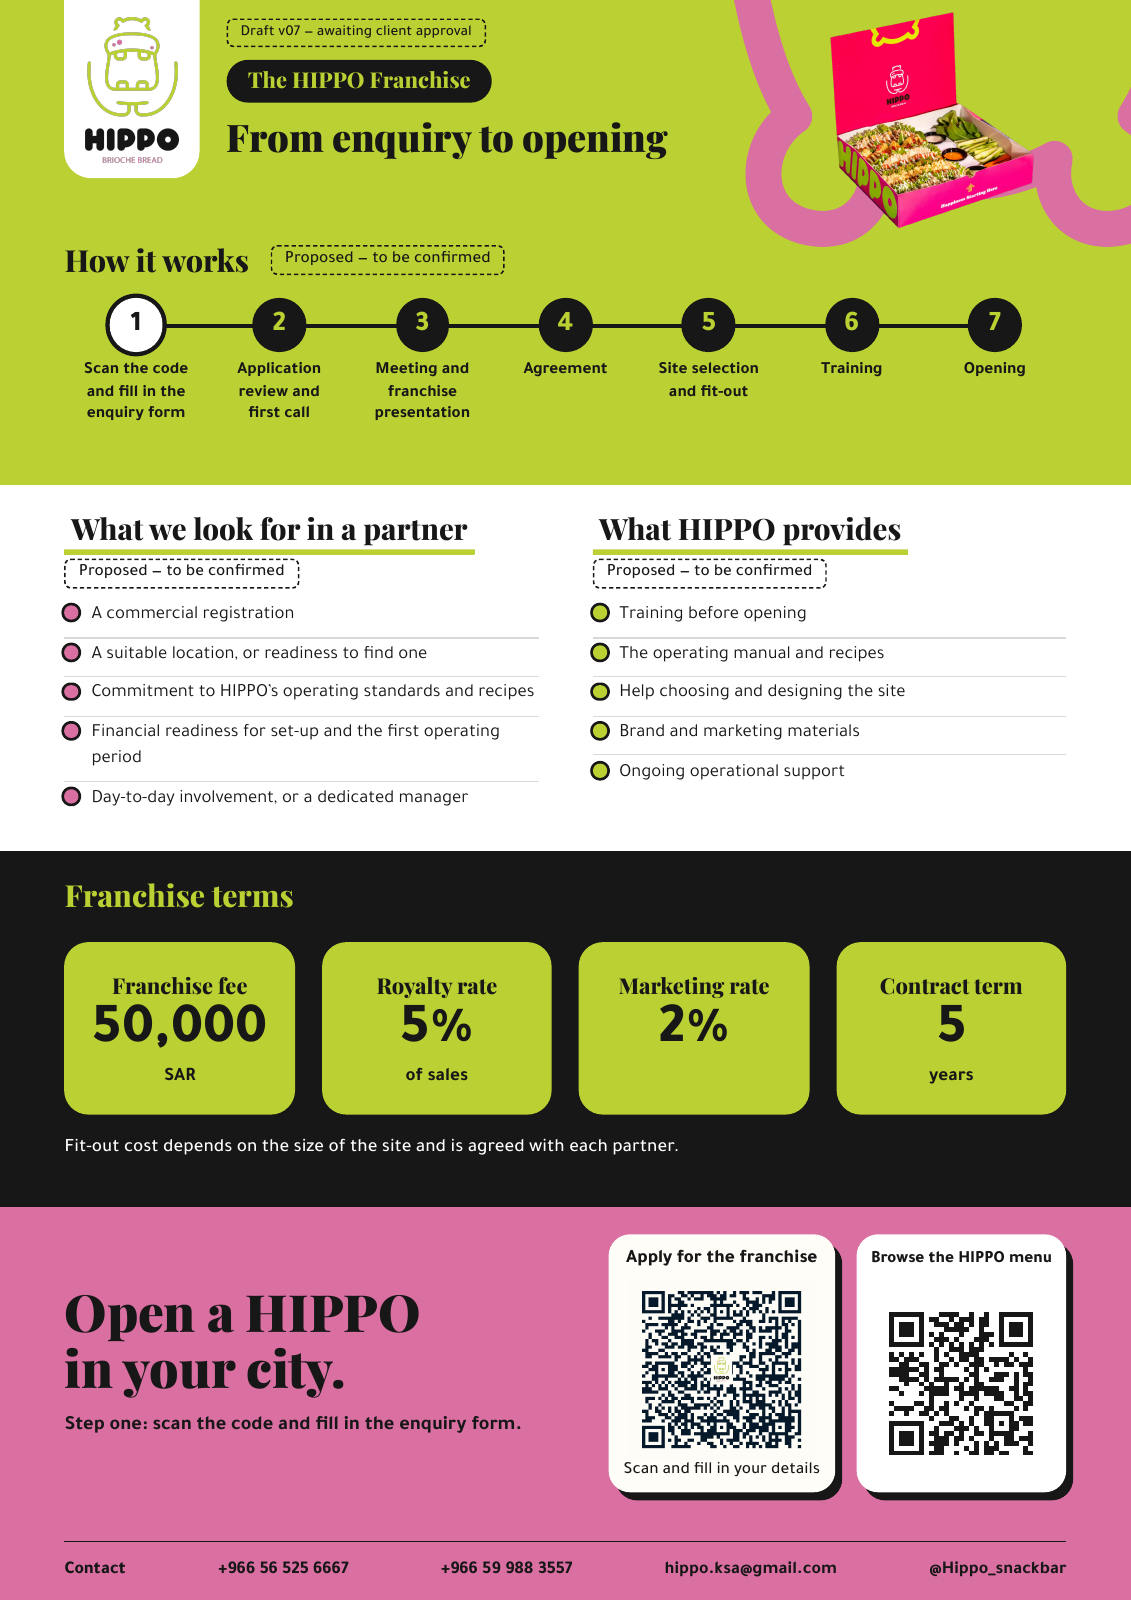 HIPPO
BRIOCHE BREAD
Draft v07 – awaiting client approval
The HIPPO Franchise
From enquiry to opening
HIPPO
HIPPO
Happiness Starting Here
How it works
Proposed – to be confirmed
1
2
3
4
5
6
7
Scan the code
and fill in the
enquiry form
Application
review and
first call
Meeting and
franchise
presentation
Agreement
Site selection
and fit-out
Training
Opening
What we look for in a partner
Proposed – to be confirmed
A commercial registration
A suitable location, or readiness to find one
Commitment to HIPPO's operating standards and recipes
Financial readiness for set-up and the first operating
period
Day-to-day involvement, or a dedicated manager
What HIPPO provides
Proposed – to be confirmed
Training before opening
The operating manual and recipes
Help choosing and designing the site
Brand and marketing materials
Ongoing operational support
Franchise terms
Franchise fee
50,000
SAR
Royalty rate
5%
of sales
Marketing rate
2%
Contract term
5
years
Fit-out cost depends on the size of the site and is agreed with each partner.
Open a HIPPO
in your city.
Step one: scan the code and fill in the enquiry form.
Apply for the franchise
HIPPO
Scan and fill in your details
Browse the HIPPO menu
Contact
+966 56 525 6667
+966 59 988 3557
hippo.ksa@gmail.com
@Hippo_snackbar